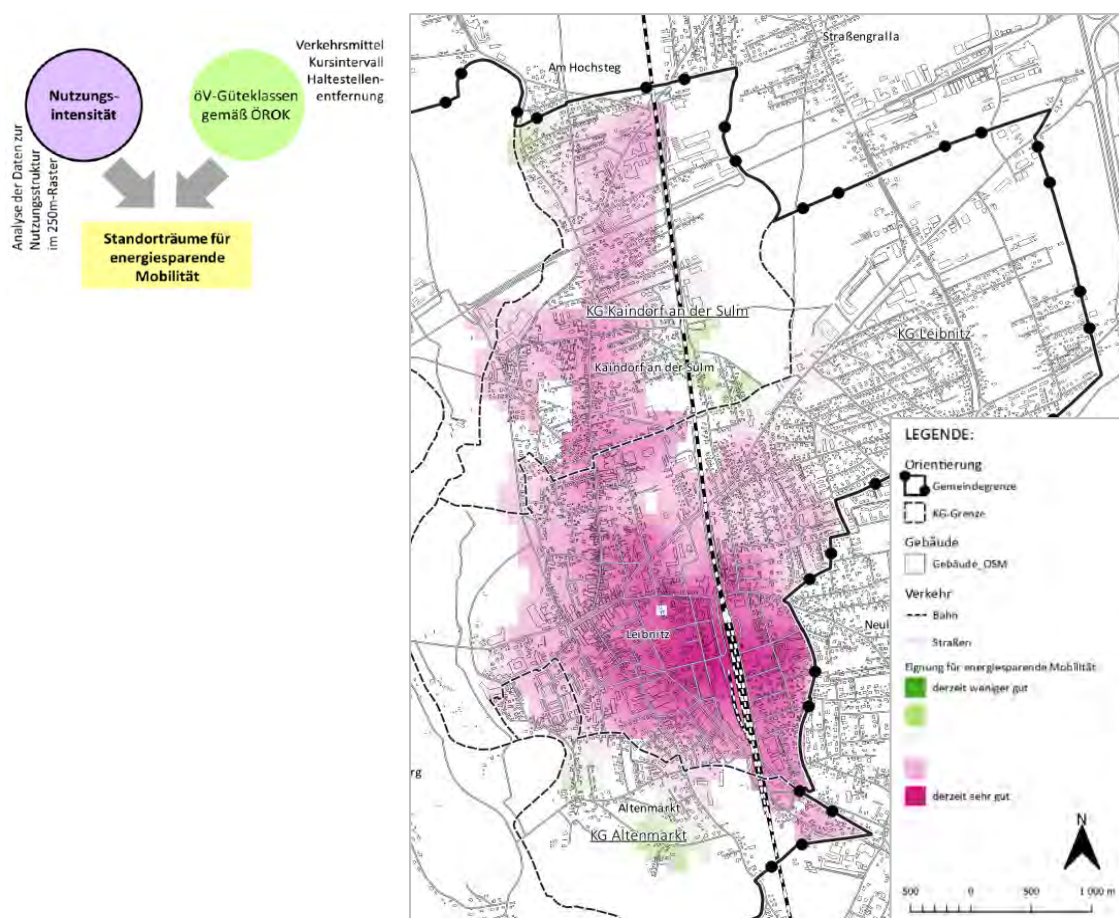 Nutzungs-
intensität
öV-Güteklassen
gemäß ÖROK
Verkehrsmittel
Kursintervall
Haltestellen-
entfernung
Analyse der Daten zur
Nutzungsstruktur
im 250m-Raster
Standorträume für
energiesparende
Mobilität
Straßengralla
Am Hochsteg
KG Kaindorf an der Sulm
KG Leibnitz
Kaindorf an der Sulm
Leibnitz
Neul
rg
Altenmarkt
KG Altenmarkt
LEGENDE:
Orientierung
Gemeindegrenze
KG-Grenze
Gebäude
Gebäude_OSM
Verkehr
Bahn
Straßen
Eignung für energiesparende Mobilität
derzeit weniger gut
derzeit sehr gut
N
500 0 500 1 000 m